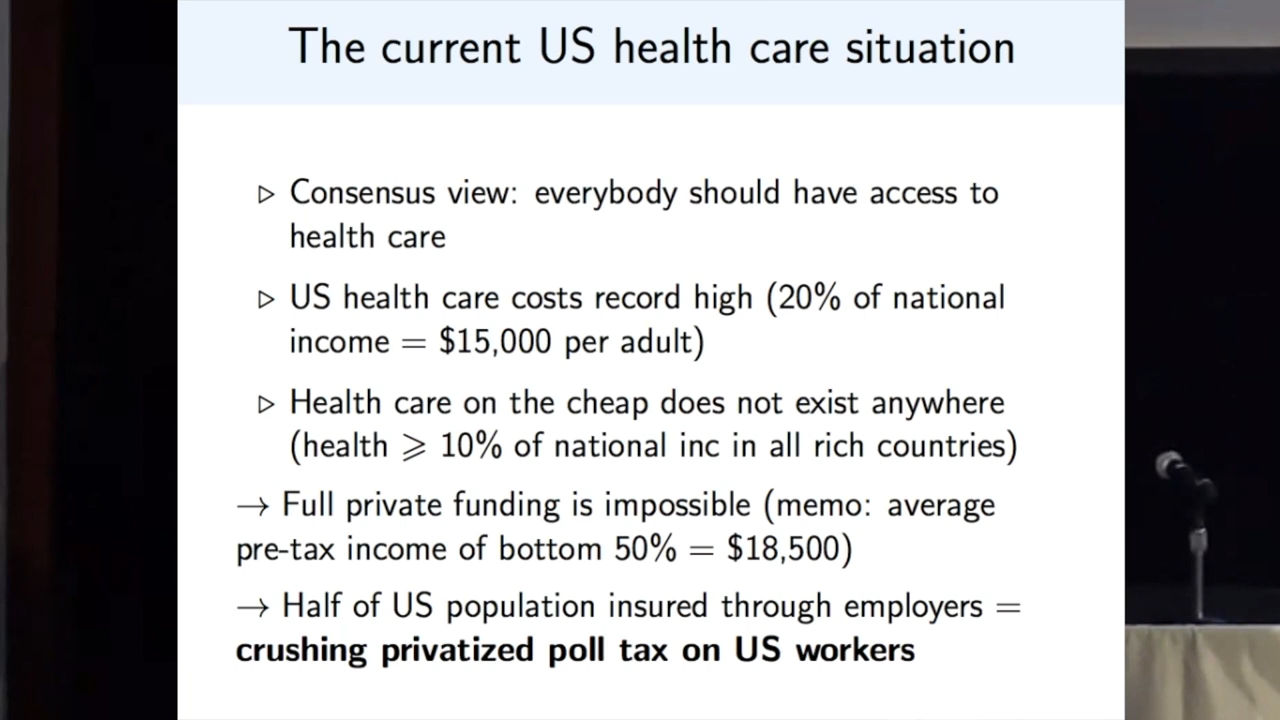 The current US health care situation
▷ Consensus view: everybody should have access to
health care
▷ US health care costs record high (20% of national
income = $15,000 per adult)
▷ Health care on the cheap does not exist anywhere
(health ⩾ 10% of national inc in all rich countries)
→ Full private funding is impossible (memo: average
pre-tax income of bottom 50% = $18,500)
→ Half of US population insured through employers =
crushing privatized poll tax on US workers